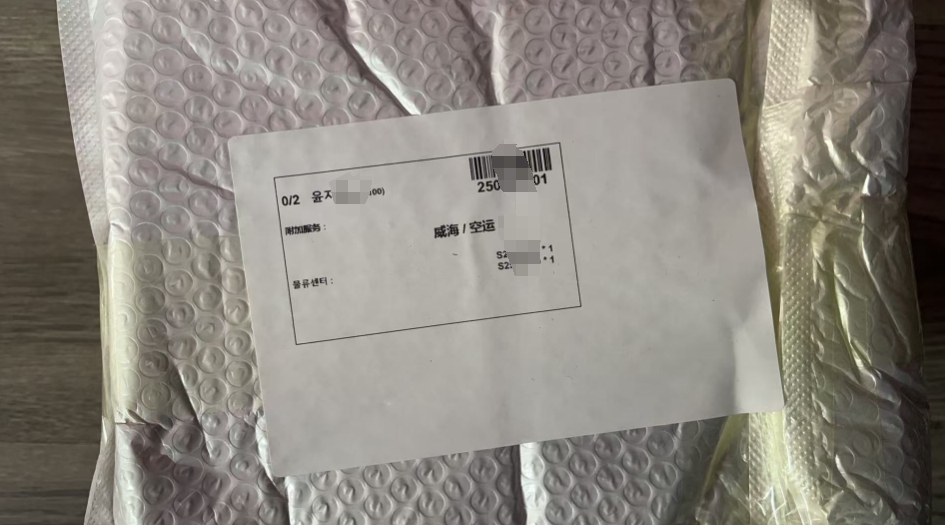 250 01
0/2 윤지 100)
附加服务：
威海 / 空运
S2 * 1
S2 * 1
물류센터 :